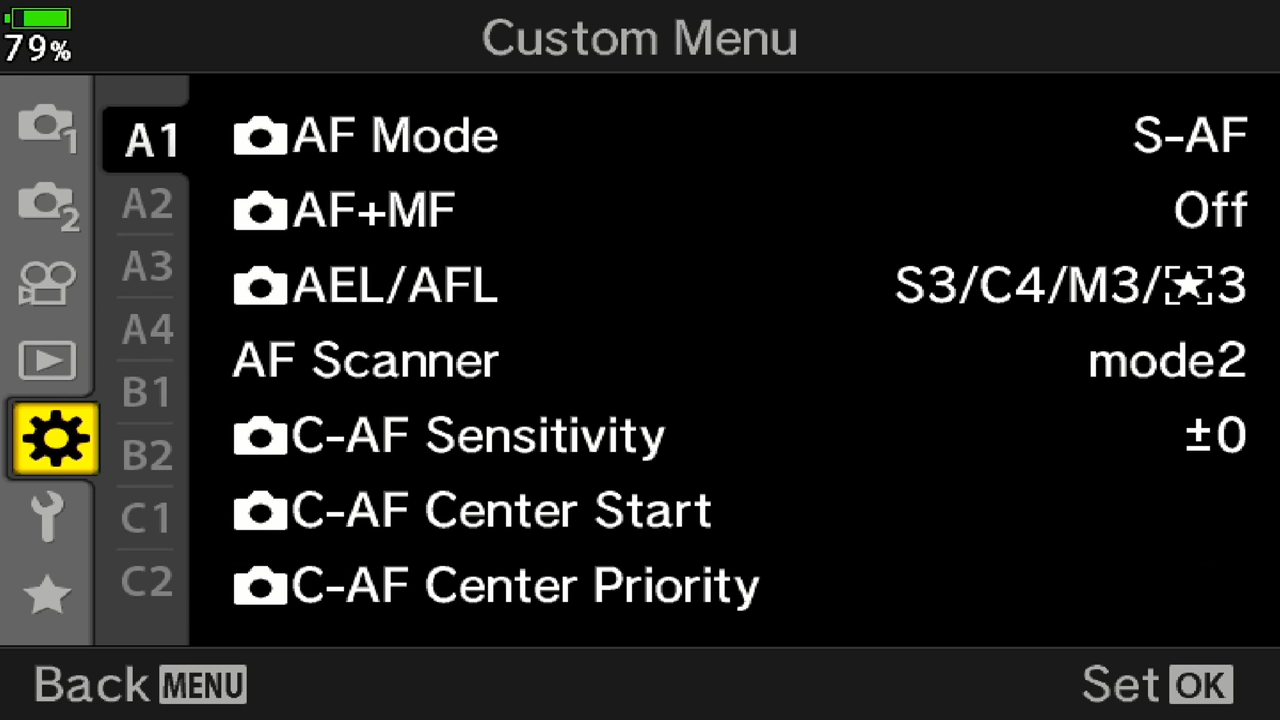 79%
Custom Menu
1
2
A1
A2
A3
A4
B1
B2
C1
C2
AF Mode S-AF
AF+MF Off
AEL/AFL S3/C4/M3/[★]3
AF Scanner mode2
C-AF Sensitivity ±0
C-AF Center Start
C-AF Center Priority
Back MENU
Set OK